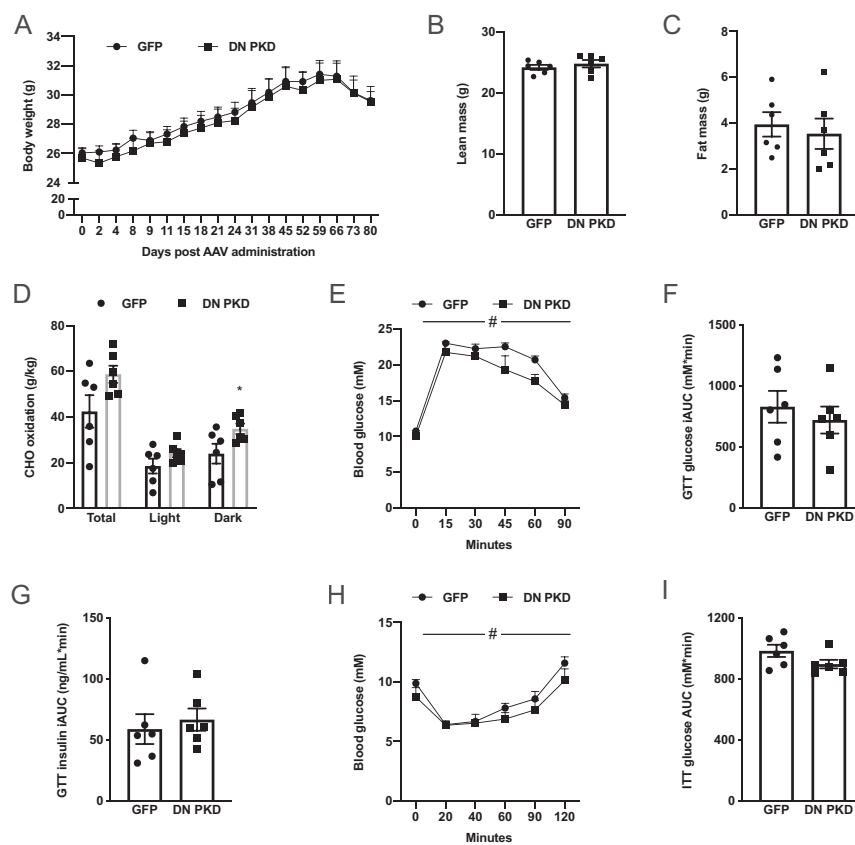 A
GFP
DN PKD
Body weight (g)
34
32
30
28
26
24
20
0
0 2 4 8 9 11 15 18 21 24 31 38 45 52 59 66 73 80
Days post AAV administration
B
Lean mass (g)
30
20
10
0
GFP DN PKD
C
Fat mass (g)
8
6
4
2
0
GFP DN PKD
D
GFP
DN PKD
CHO oxidation (g/kg)
80
60
40
20
0
*
Total Light Dark
E
GFP
DN PKD
#
Blood glucose (mM)
25
20
15
10
5
0
0 15 30 45 60 90
Minutes
F
GTT glucose iAUC (mM*min)
1500
1000
500
0
GFP DN PKD
G
GTT insulin iAUC (ng/mL*min)
150
100
50
0
GFP DN PKD
H
GFP
DN PKD
#
Blood glucose (mM)
15
10
5
0
0 20 40 60 90 120
Minutes
I
ITT glucose AUC (mM*min)
1200
800
400
0
GFP DN PKD